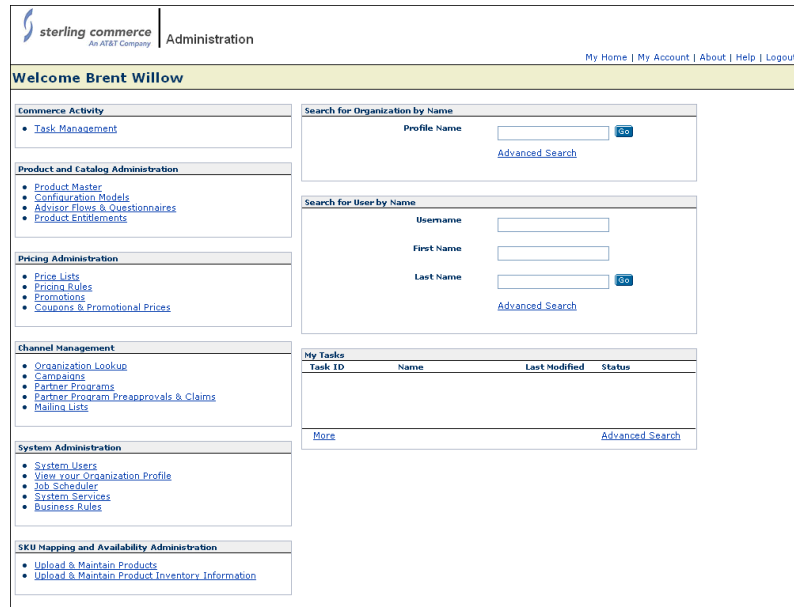 sterling commerce
An AT&T Company
Administration
My Home | My Account | About | Help | Logout
Welcome Brent Willow
Commerce Activity
Task Management
Product and Catalog Administration
Product Master
Configuration Models
Advisor Flows & Questionnaires
Product Entitlements
Pricing Administration
Price Lists
Pricing Rules
Promotions
Coupons & Promotional Prices
Channel Management
Organization Lookup
Campaigns
Partner Programs
Partner Program Preapprovals & Claims
Mailing Lists
System Administration
System Users
View your Organization Profile
Job Scheduler
System Services
Business Rules
SKU Mapping and Availability Administration
Upload & Maintain Products
Upload & Maintain Product Inventory Information
Search for Organization by Name
Profile Name
Go
Advanced Search
Search for User by Name
Username
First Name
Last Name
Go
Advanced Search
My Tasks
Task ID Name Last Modified Status
More Advanced Search